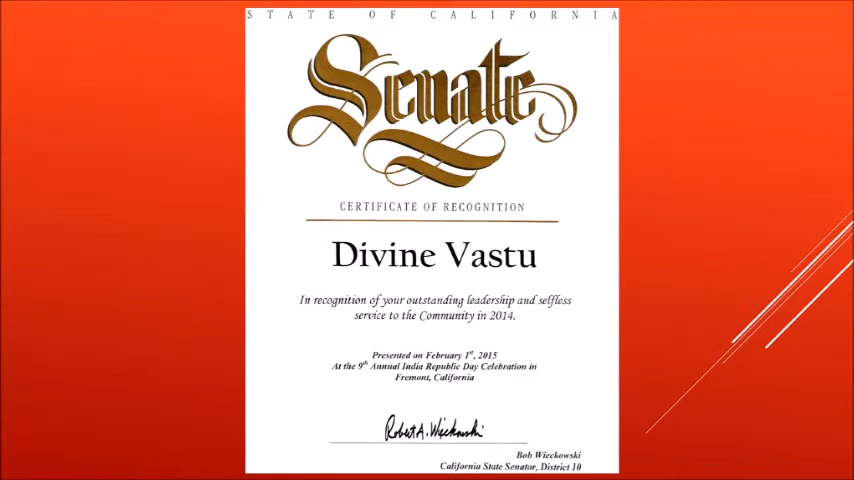 STATE OF CALIFORNIA
Senate
CERTIFICATE OF RECOGNITION
Divine Vastu
In recognition of your outstanding leadership and selfless
service to the Community in 2014.
Presented on February 1st, 2015
At the 9th Annual India Republic Day Celebration in
Fremont, California
Robert A. Wieckowski
Bob Wieckowski
California State Senator, District 10